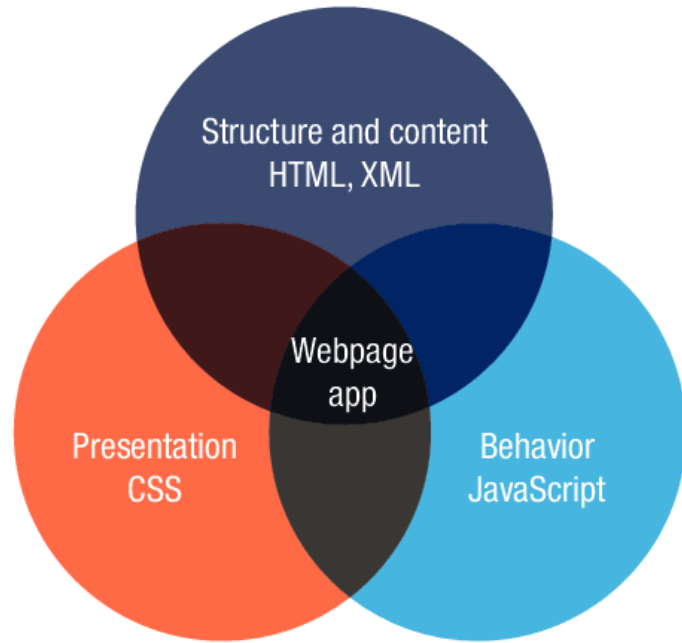 Structure and content
HTML, XML
Webpage
app
Presentation
CSS
Behavior
JavaScript